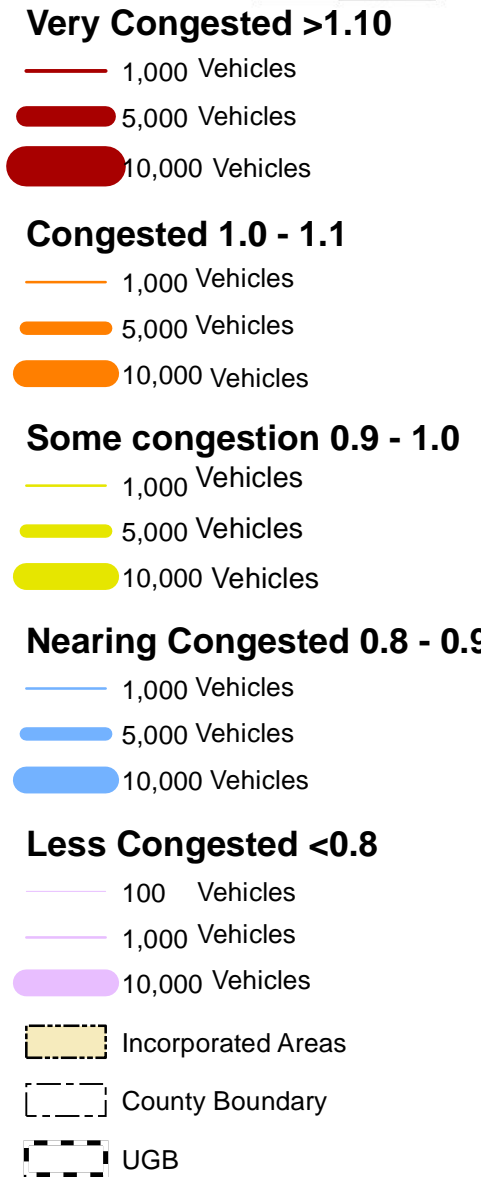 Very Congested >1.10
1,000 Vehicles
5,000 Vehicles
10,000 Vehicles
Congested 1.0 - 1.1
1,000 Vehicles
5,000 Vehicles
10,000 Vehicles
Some congestion 0.9 - 1.0
1,000 Vehicles
5,000 Vehicles
10,000 Vehicles
Nearing Congested 0.8 - 0.9
1,000 Vehicles
5,000 Vehicles
10,000 Vehicles
Less Congested <0.8
100 Vehicles
1,000 Vehicles
10,000 Vehicles
Incorporated Areas
County Boundary
UGB